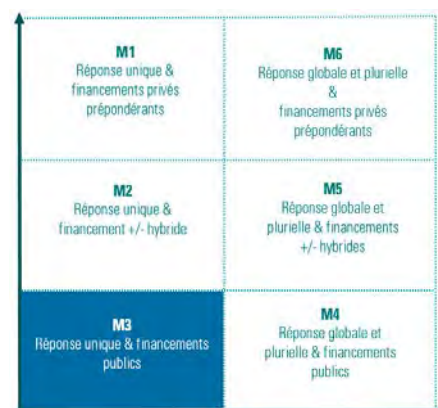 M1
Réponse unique &
financements privés
prépondérants
M6
Réponse globale et plurielle
&
financements privés
prépondérants
M2
Réponse unique &
financement +/- hybride
M5
Réponse globale et
plurielle & financements
+/- hybrides
M3
Réponse unique & financements
publics
M4
Réponse globale et
plurielle & financements
publics